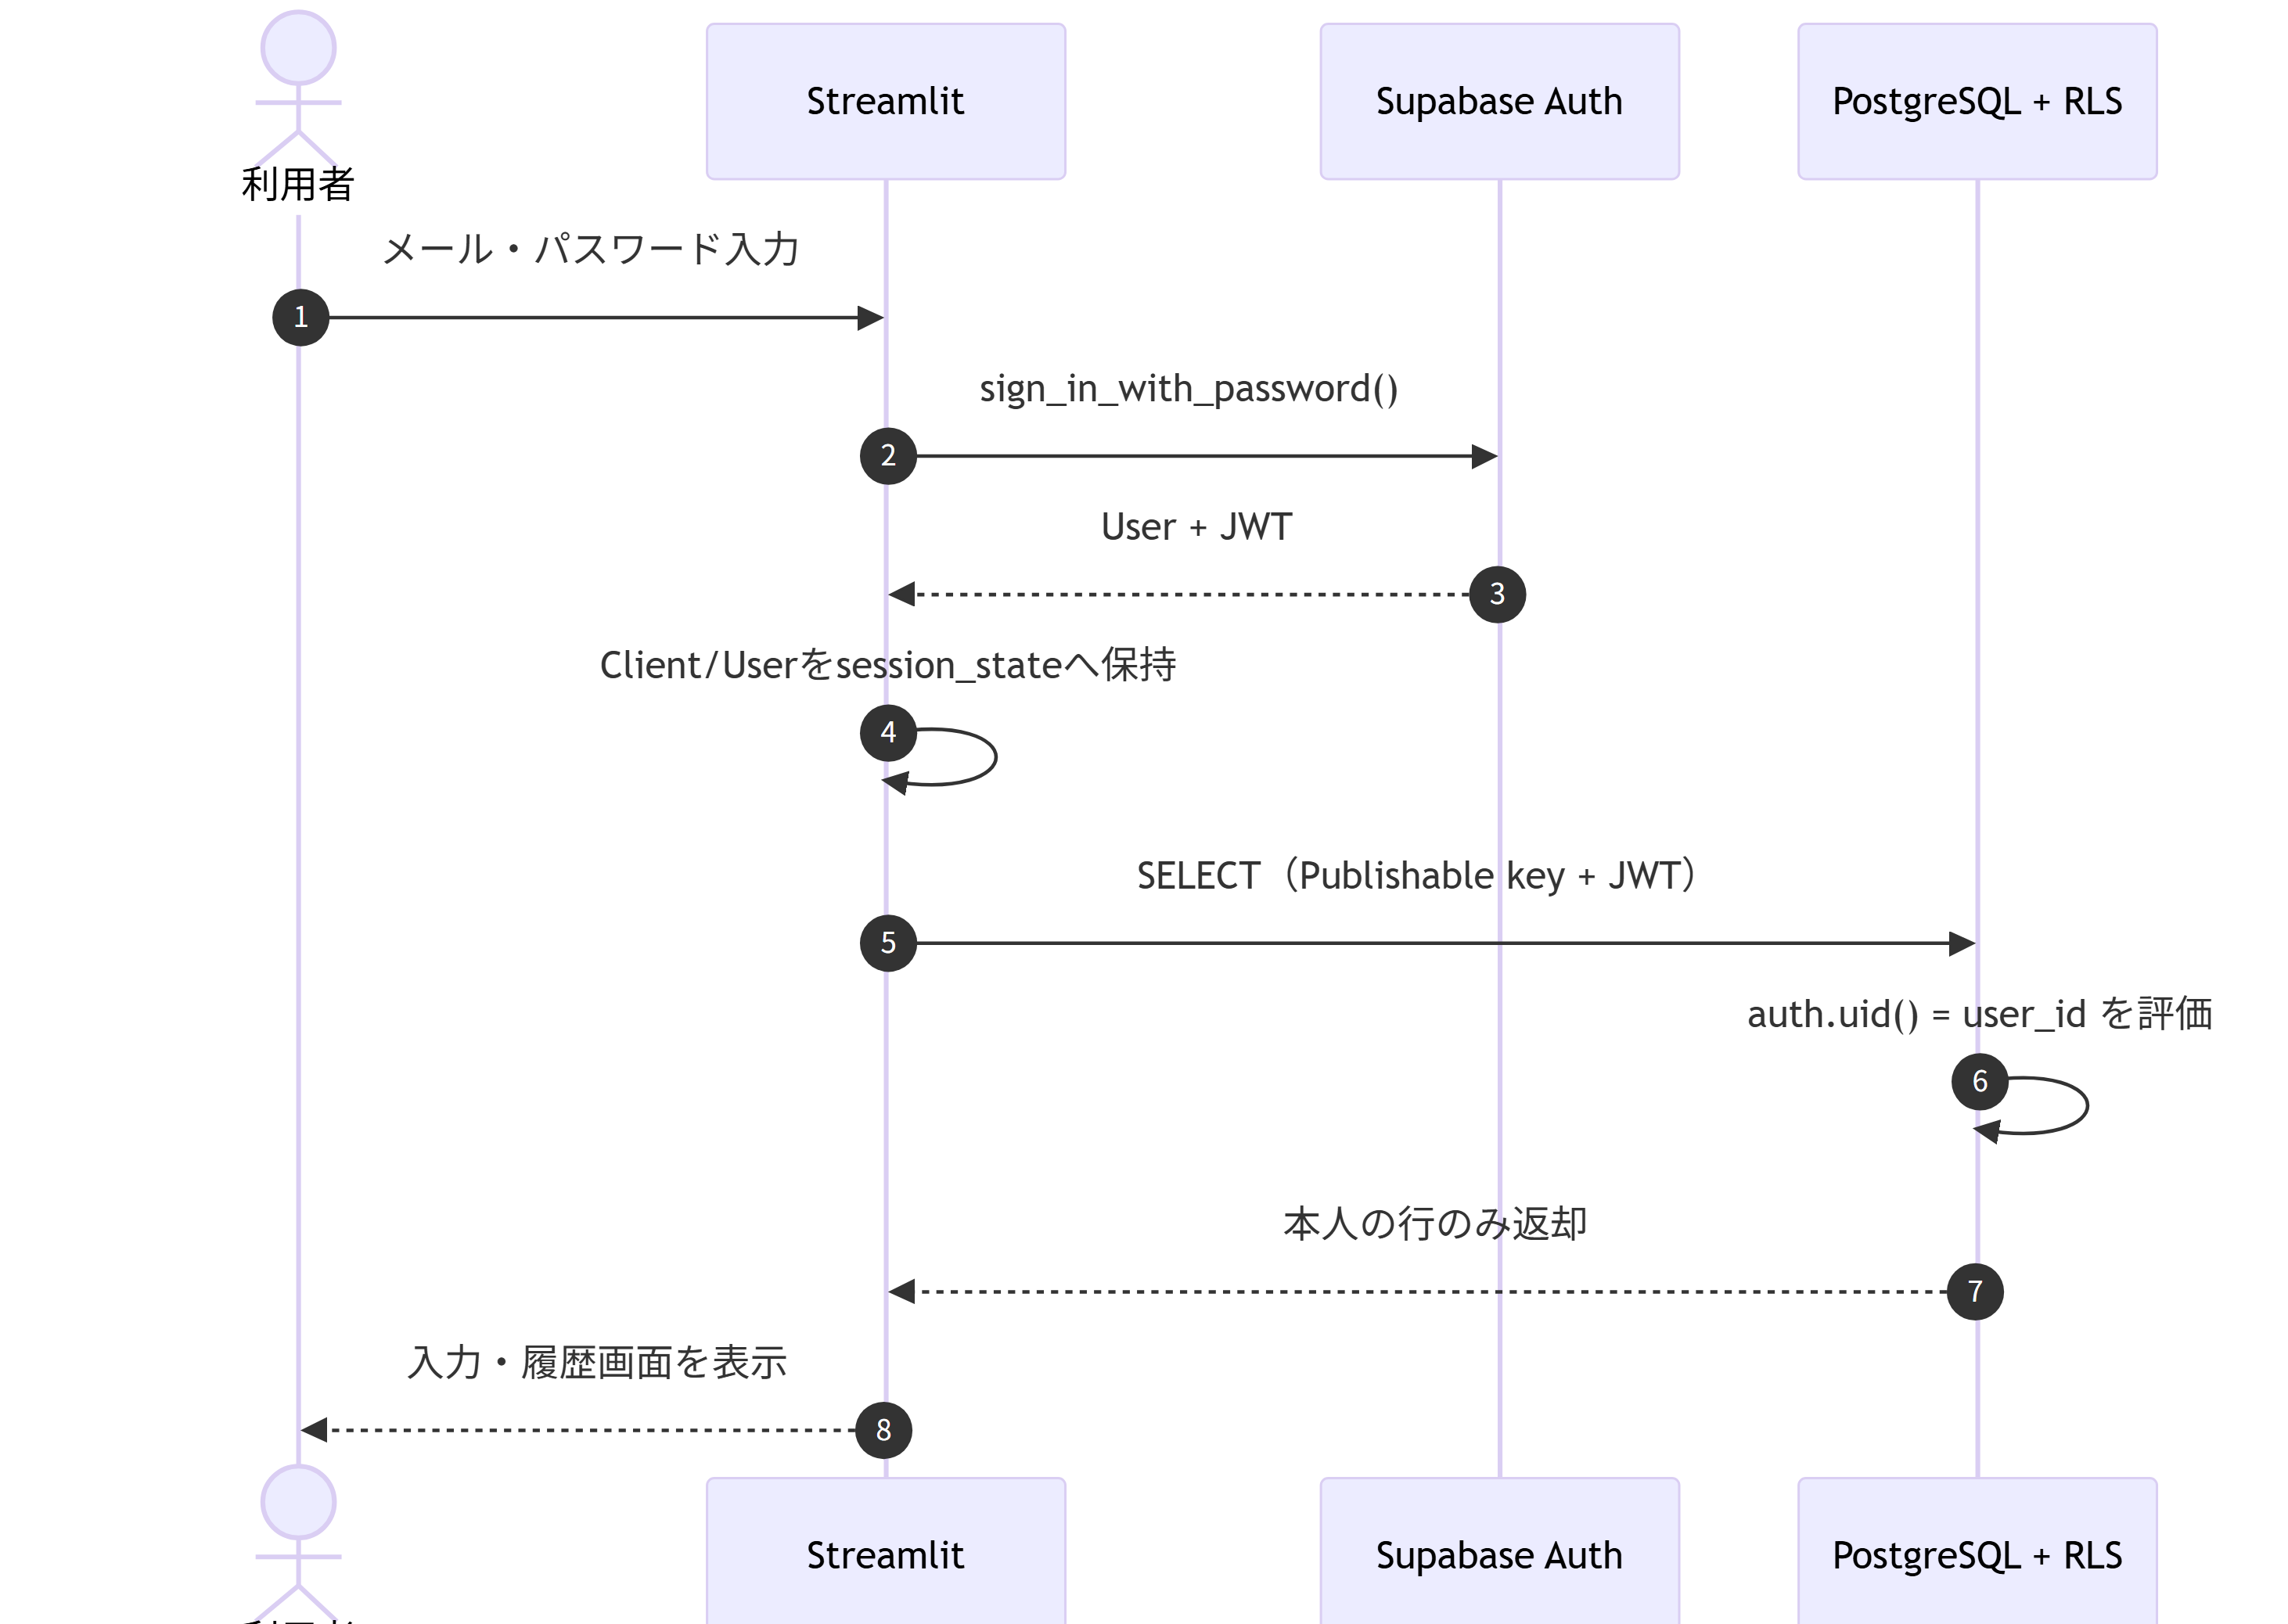 利用者
Streamlit
Supabase Auth
PostgreSQL + RLS
メール・パスワード入力
1
sign_in_with_password()
2
User + JWT
3
Client/Userをsession_stateへ保持
4
SELECT（Publishable key + JWT）
5
auth.uid() = user_id を評価
6
本人の行のみ返却
7
入力・履歴画面を表示
8
Streamlit
Supabase Auth
PostgreSQL + RLS